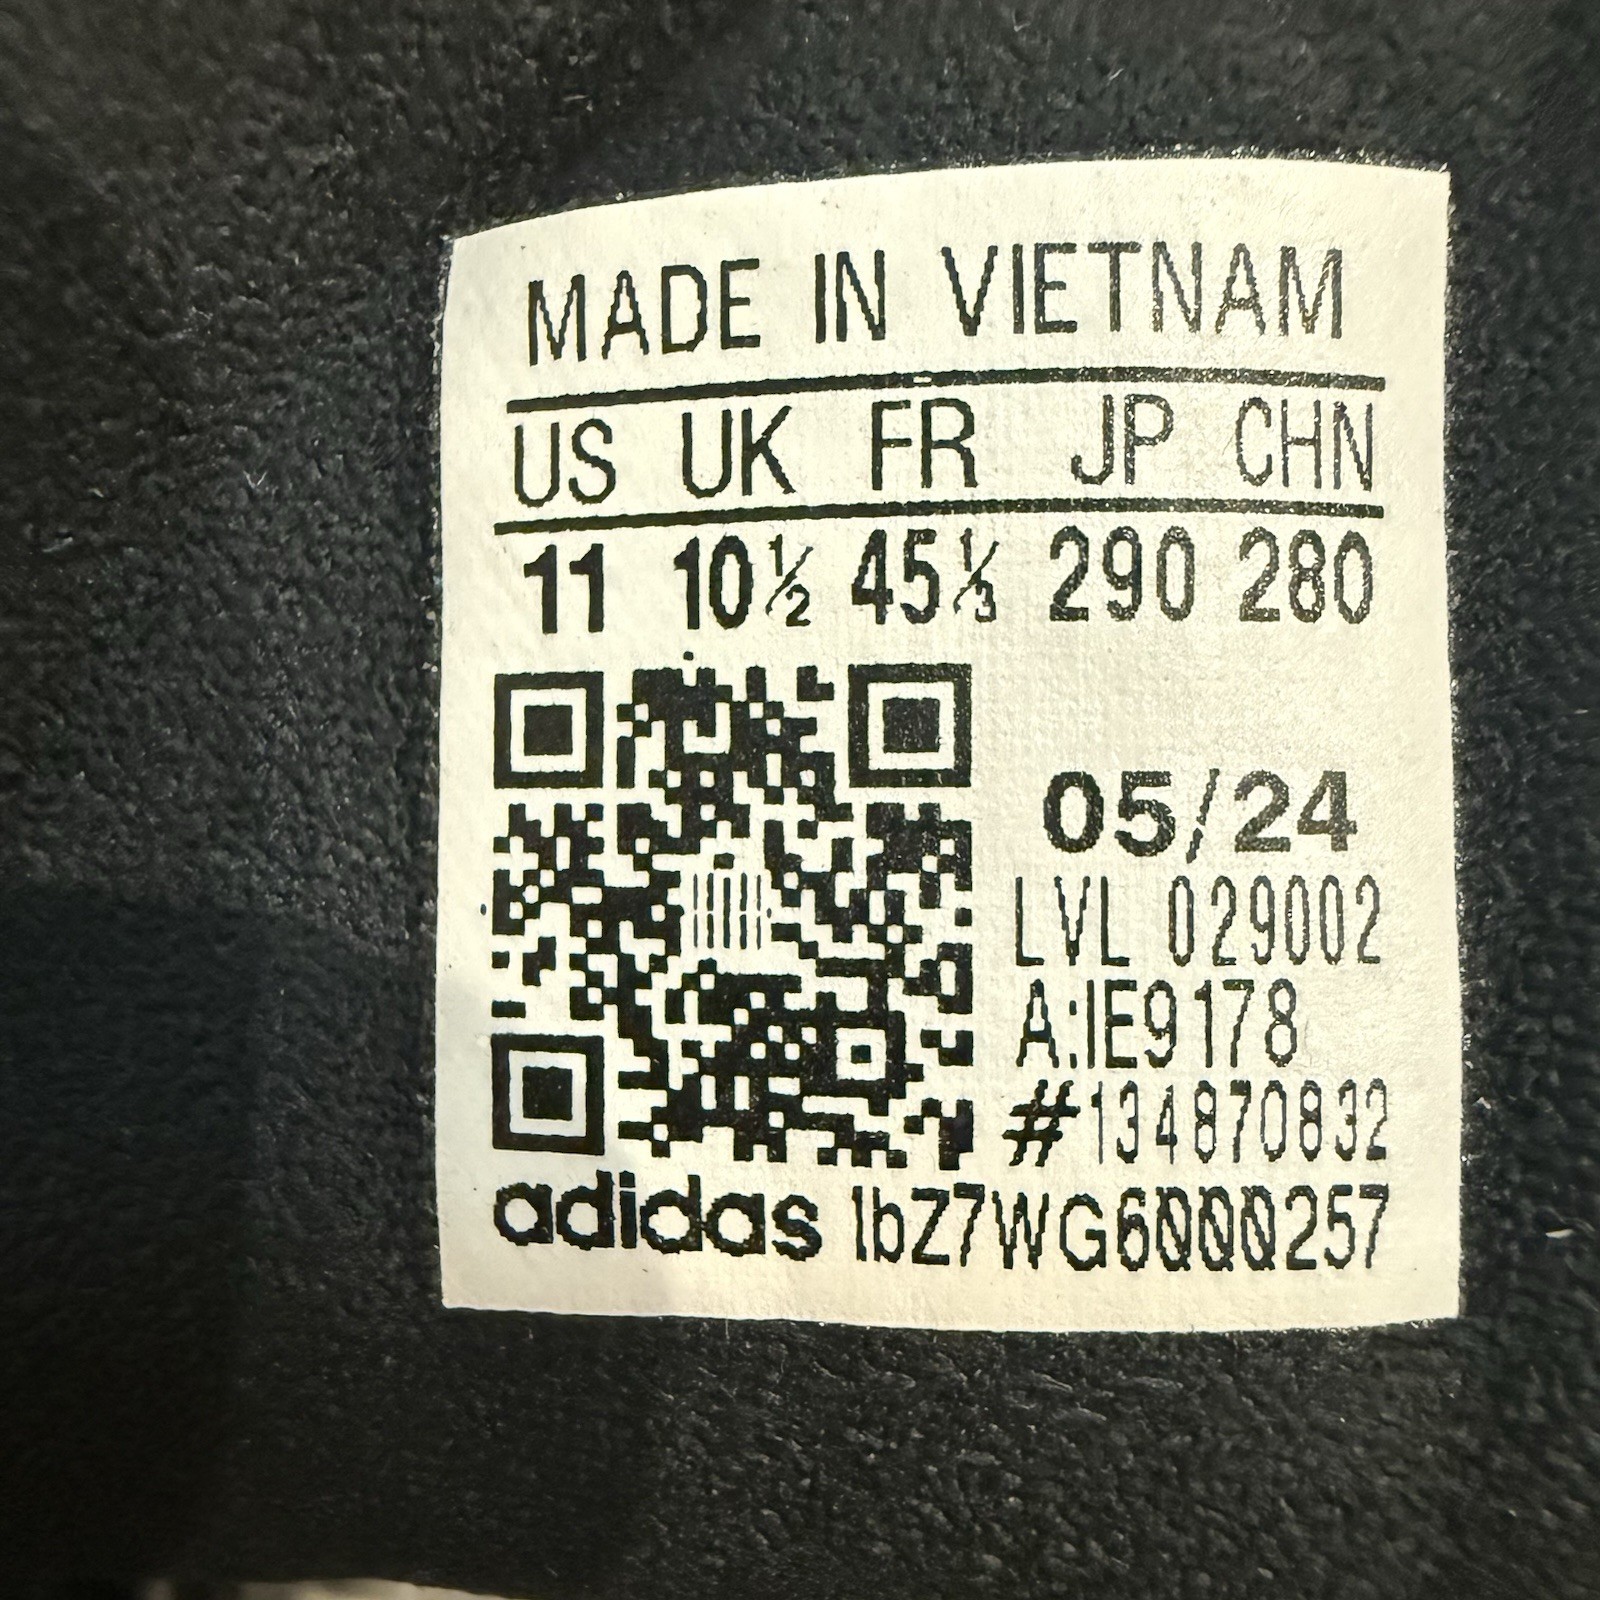 MADE IN VIETNAM
US UK FR JP CHN
11 10½ 45⅓ 290 280
05/24
LVL 029002
A:IE9178
#134870832
adidas lbZ7WG6000257